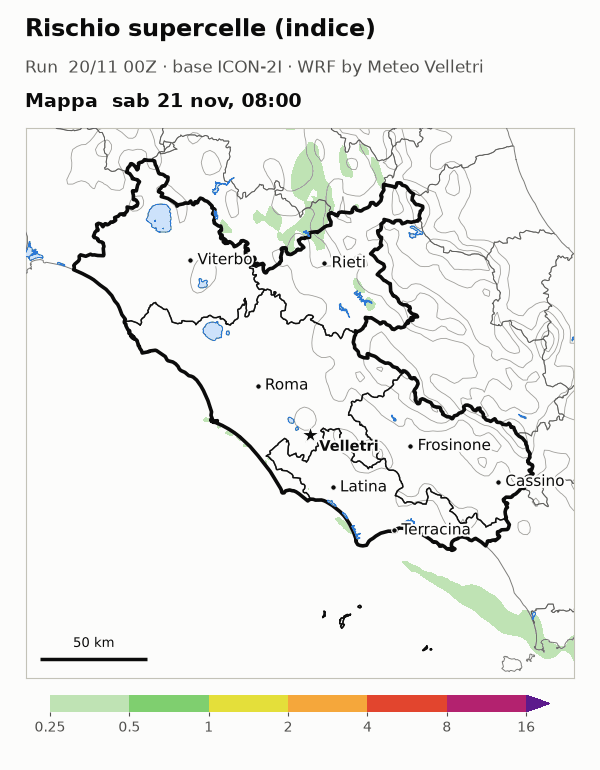 Rischio supercelle (indice)
Run  20/11 00Z · base ICON-2I · WRF by Meteo Velletri
Mappa  sab 21 nov, 08:00
Viterbo
Rieti
Roma
Velletri
Frosinone
Cassino
Latina
Terracina
50 km
0.25 0.5 1 2 4 8 16